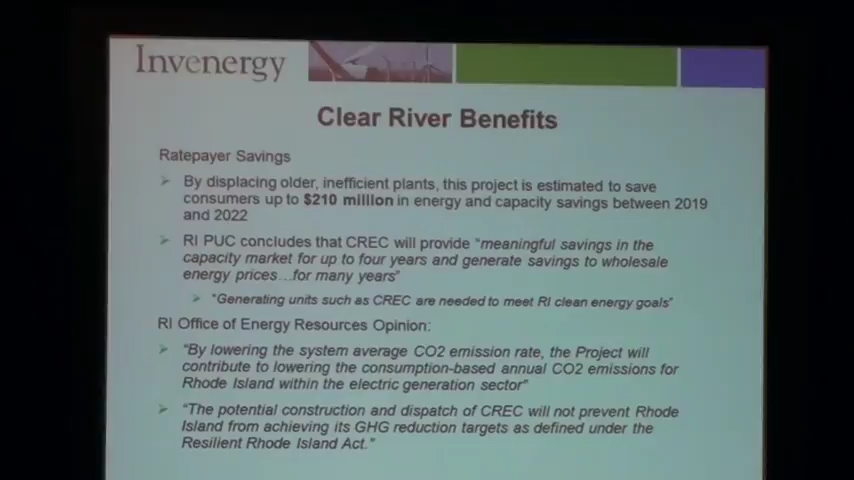 Invenergy
Clear River Benefits
Ratepayer Savings
By displacing older, inefficient plants, this project is estimated to save
consumers up to $210 million in energy and capacity savings between 2019
and 2022
RI PUC concludes that CREC will provide "meaningful savings in the
capacity market for up to four years and generate savings to wholesale
energy prices…for many years"
"Generating units such as CREC are needed to meet RI clean energy goals"
RI Office of Energy Resources Opinion:
"By lowering the system average CO2 emission rate, the Project will
contribute to lowering the consumption-based annual CO2 emissions for
Rhode Island within the electric generation sector"
"The potential construction and dispatch of CREC will not prevent Rhode
Island from achieving its GHG reduction targets as defined under the
Resilient Rhode Island Act."